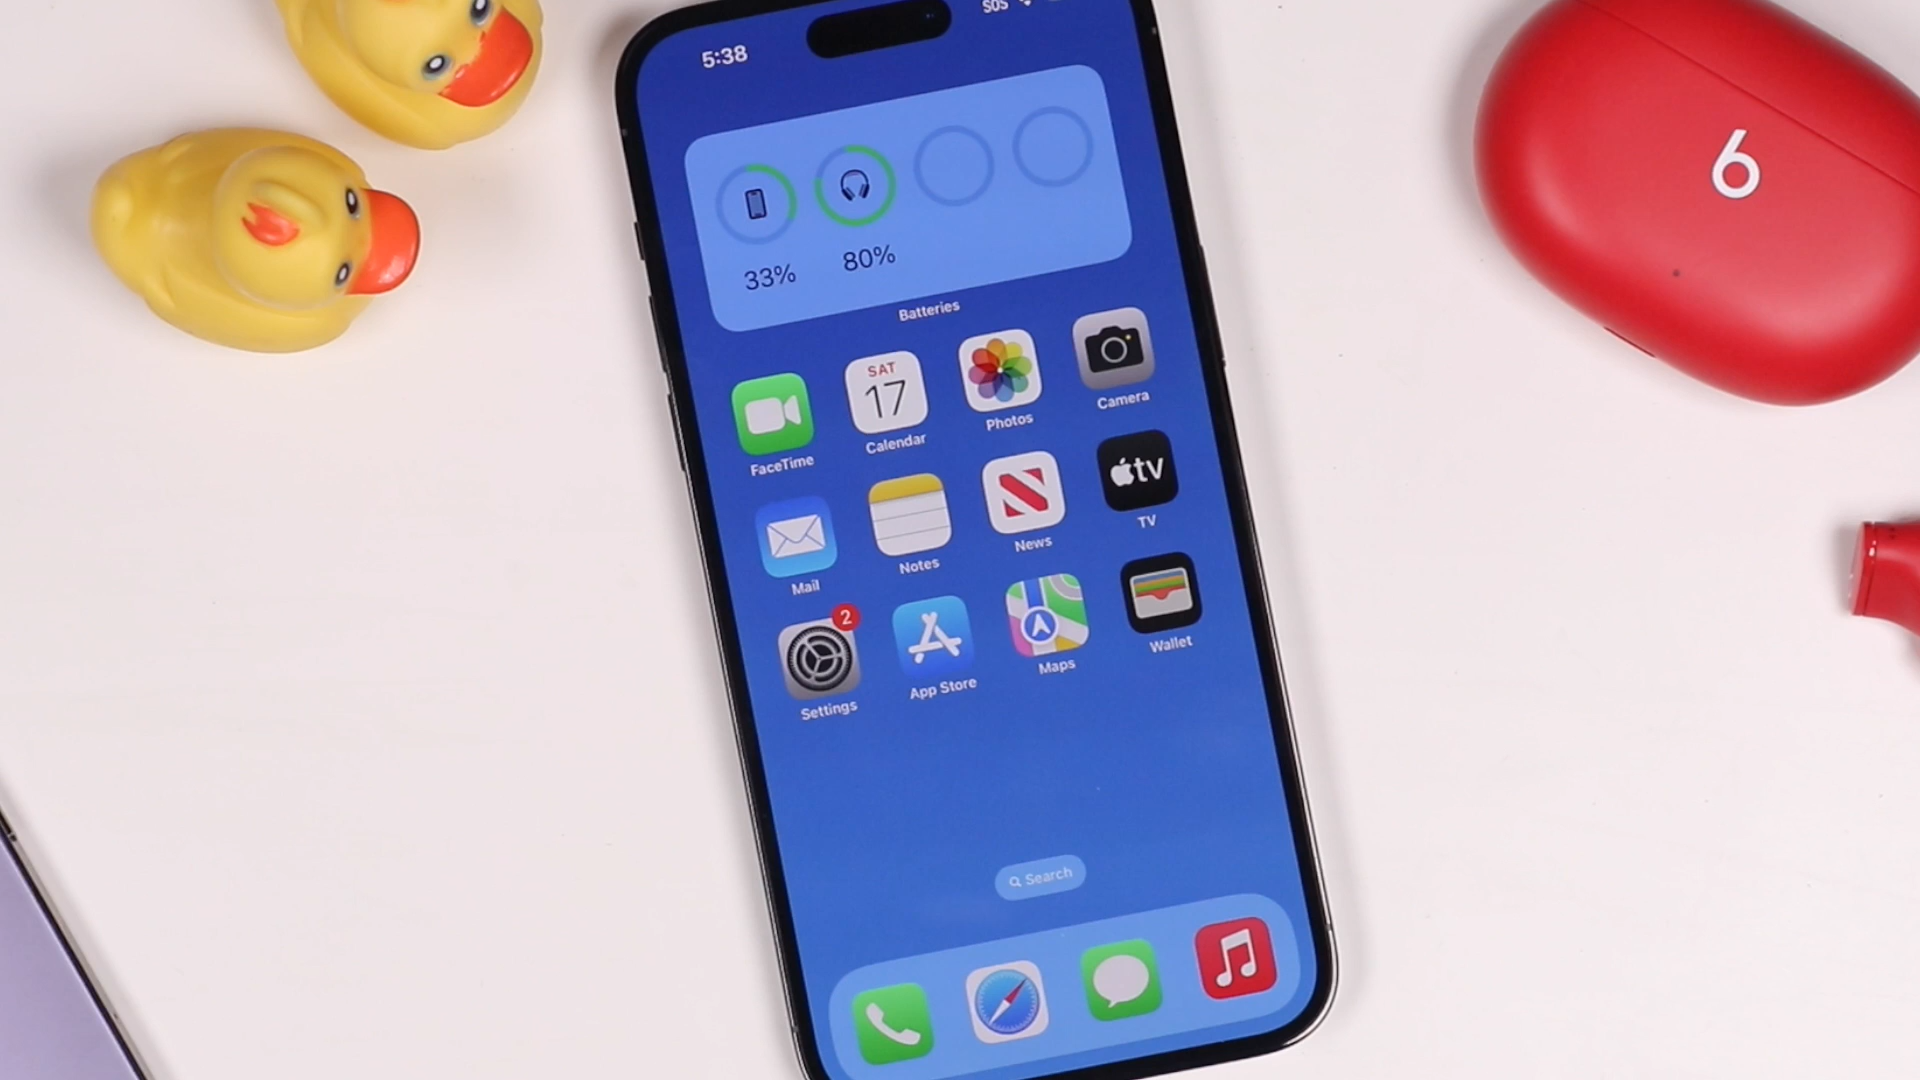 5:38
SOS
33%
80%
Batteries
FaceTime
SAT
17
Calendar
Photos
Camera
Mail
Notes
News
tv
TV
2
Settings
App Store
Maps
Wallet
Search